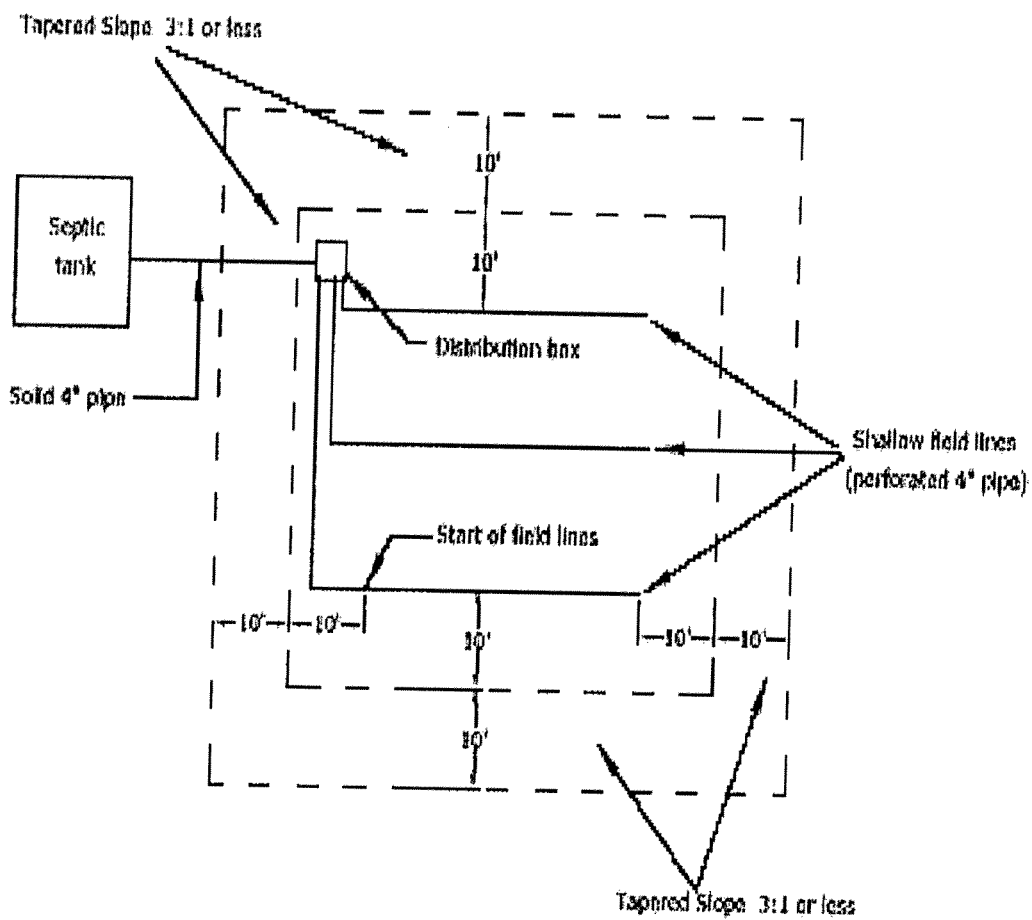 Tapered Slope 3:1 or less
10'
Septic
tank
10'
Distribution box
Solid 4" pipe
Shallow field lines
(perforated 4" pipe)
Start of field lines
10'
10'
10'
10'
10'
10'
Tapered Slope 3:1 or less